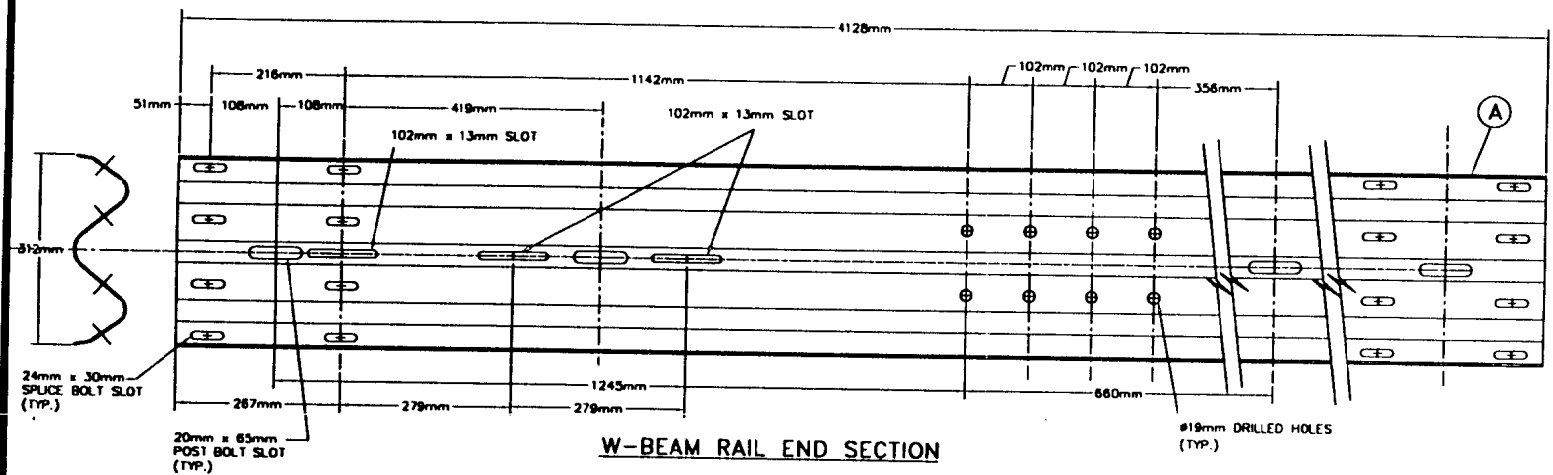 4128mm
216mm
1142mm
102mm
102mm
102mm
356mm
51mm
108mm
108mm
419mm
102mm x 13mm SLOT
102mm x 13mm SLOT
A
312mm
24mm x 30mm
SPLICE BOLT SLOT
(TYP.)
1245mm
660mm
267mm
279mm
279mm
20mm x 65mm
POST BOLT SLOT
(TYP.)
ø19mm DRILLED HOLES
(TYP.)
W-BEAM RAIL END SECTION